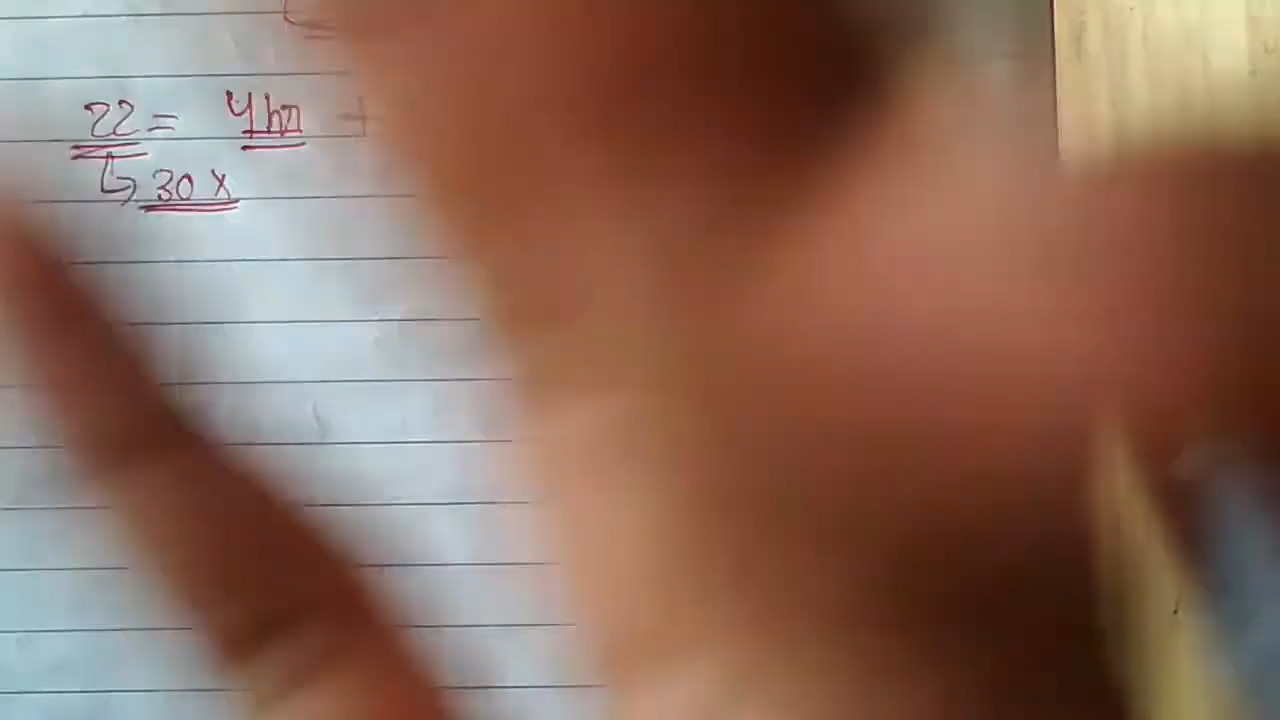 22 = 4hr +
↳ 30 X